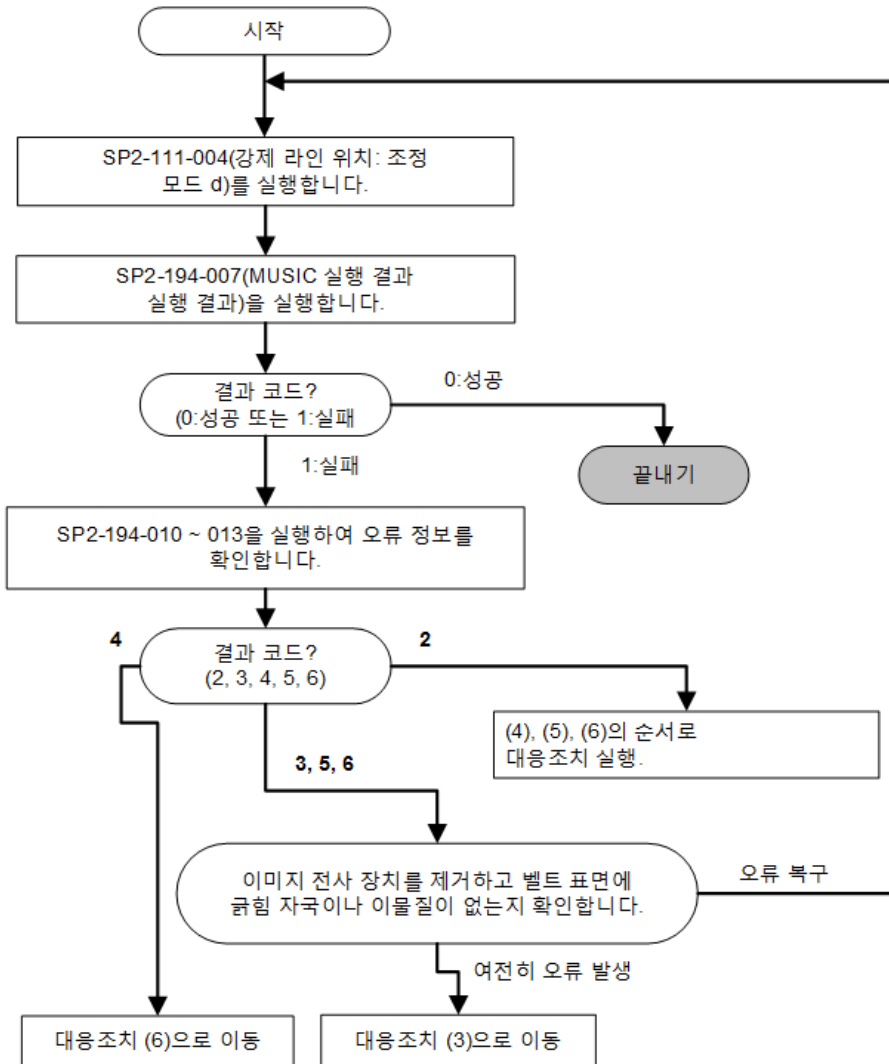 시작
SP2-111-004(강제 라인 위치: 조정
모드 d)를 실행합니다.
SP2-194-007(MUSIC 실행 결과
실행 결과)을 실행합니다.
결과 코드?
(0:성공 또는 1:실패
0:성공
1:실패
끝내기
SP2-194-010 ~ 013을 실행하여 오류 정보를
확인합니다.
4
결과 코드?
(2, 3, 4, 5, 6)
2
(4), (5), (6)의 순서로
대응조치 실행.
3, 5, 6
이미지 전사 장치를 제거하고 벨트 표면에
긁힘 자국이나 이물질이 없는지 확인합니다.
오류 복구
여전히 오류 발생
대응조치 (6)으로 이동
대응조치 (3)으로 이동